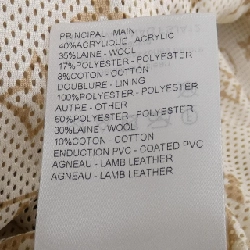 PRINCIPAL - MAIN
40%ACRYLIQUE - ACRYLIC
35%LAINE - WOOL
17%POLYESTER - POLYESTER
8%COTON - COTTON
DOUBLURE - LINING
100%POLYESTER - POLYESTER
AUTRE - OTHER
60%POLYESTER - POLYESTER
30%LAINE - WOOL
10%COTON - COTTON
ENDUCTION PVC - COATED PVC
AGNEAU - LAMB LEATHER
AGNEAU - LAMB LEATHER